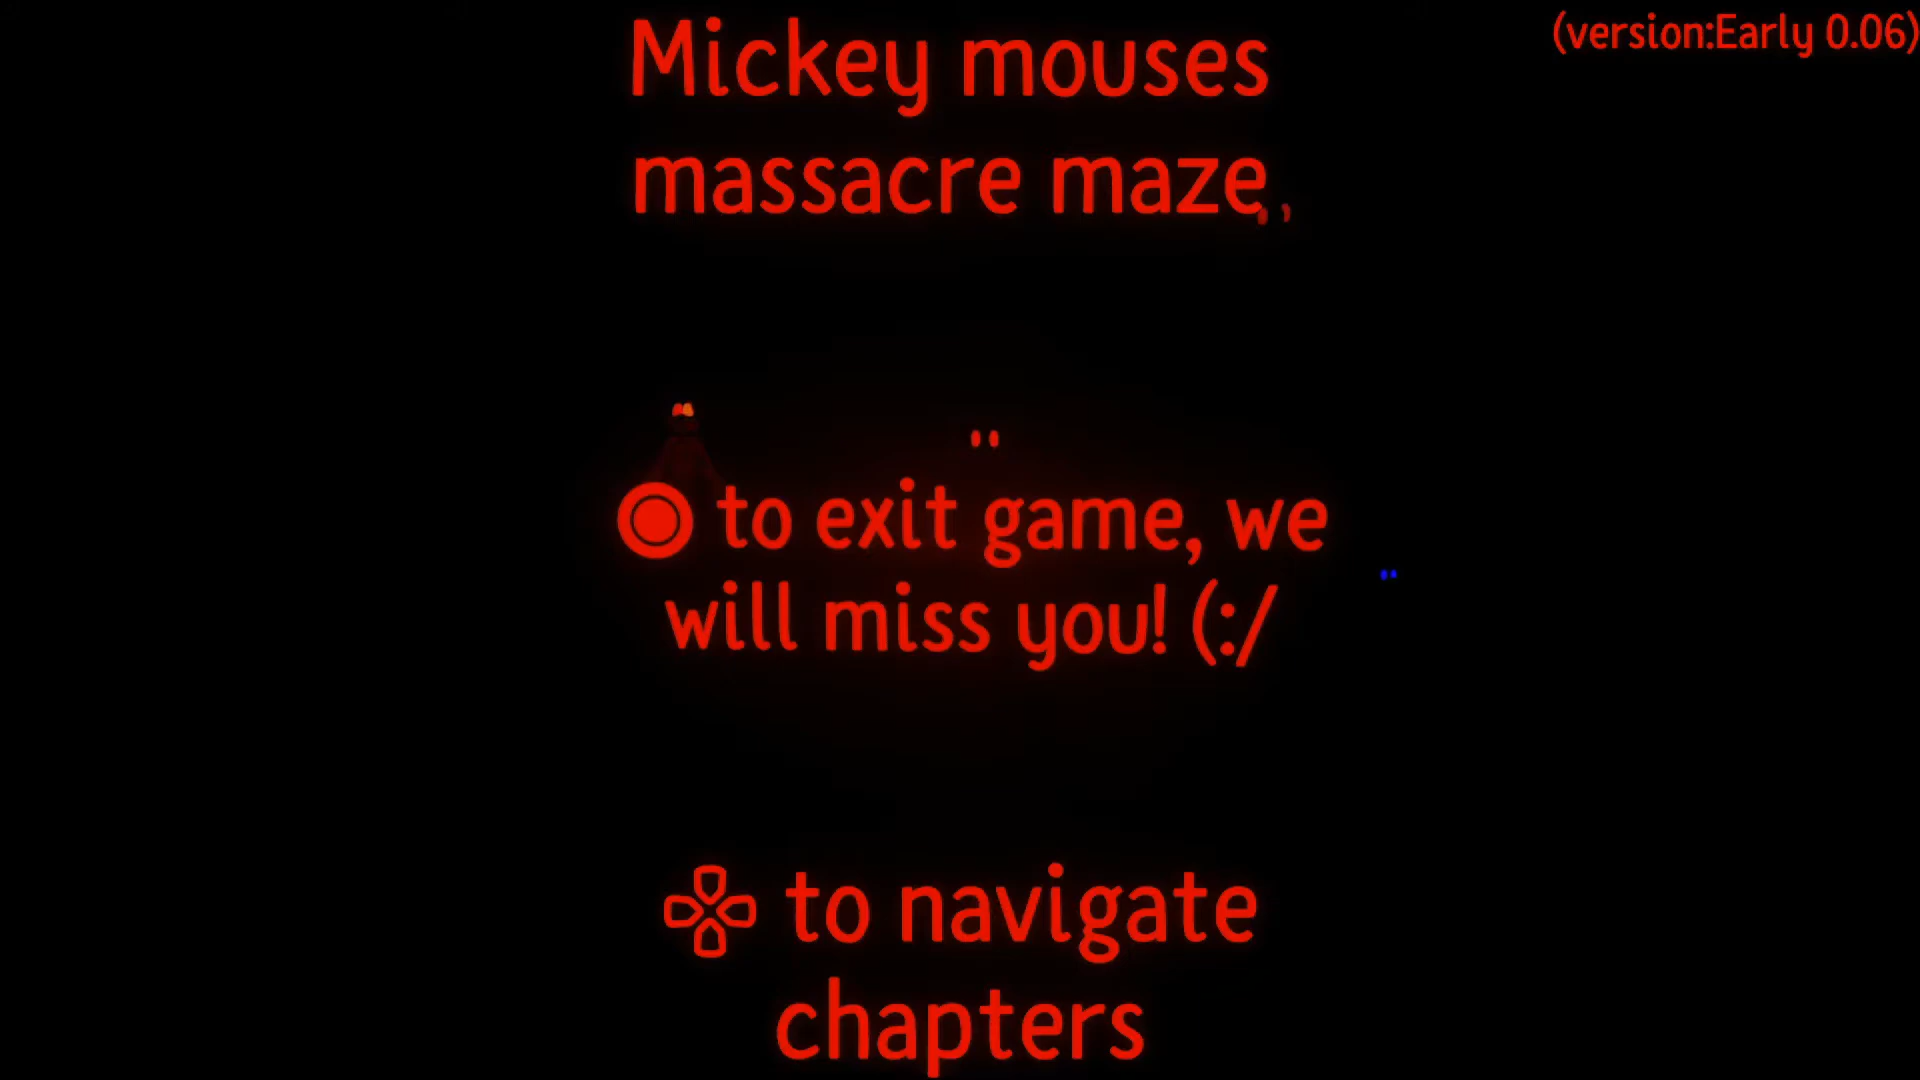 Mickey mouses
(version:Early 0.06)
massacre maze
to exit game, we
will miss you! (:/
to navigate
chapters